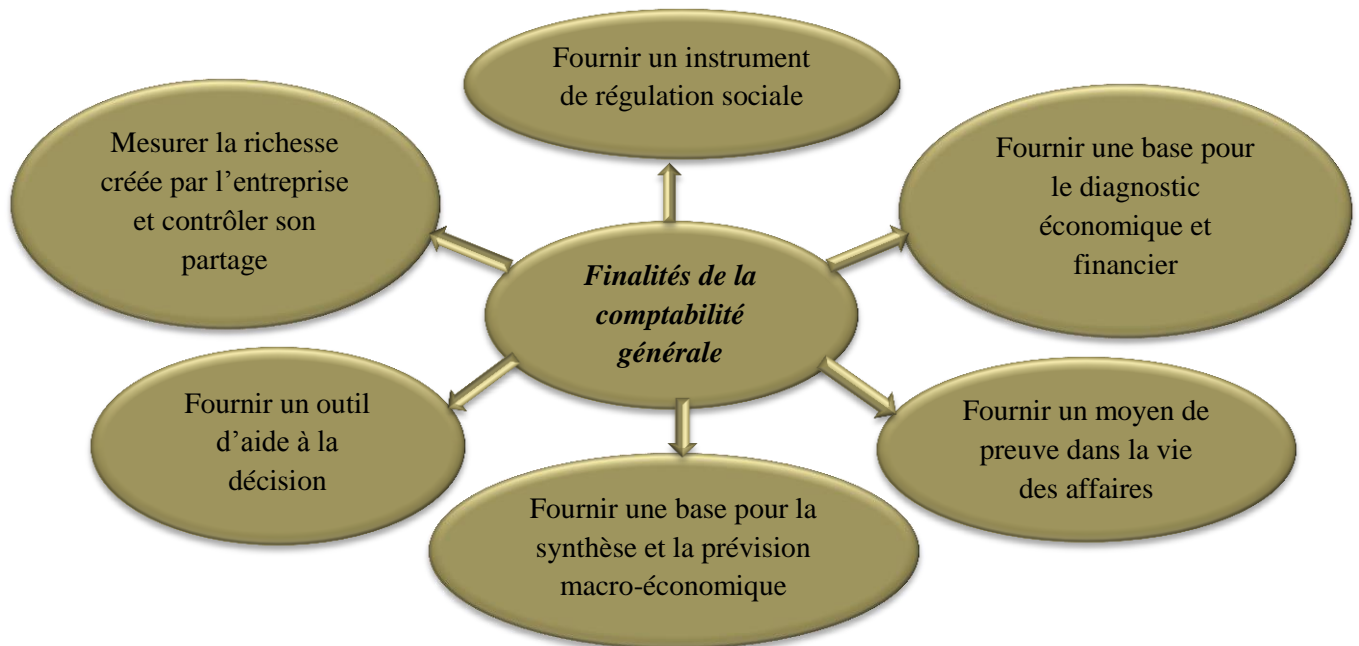 Fournir un instrument
de régulation sociale
Mesurer la richesse
créée par l’entreprise
et contrôler son
partage
Fournir une base pour
le diagnostic
économique et
financier
Finalités de la
comptabilité
générale
Fournir un outil
d’aide à la
décision
Fournir un moyen de
preuve dans la vie
des affaires
Fournir une base pour la
synthèse et la prévision
macro-économique